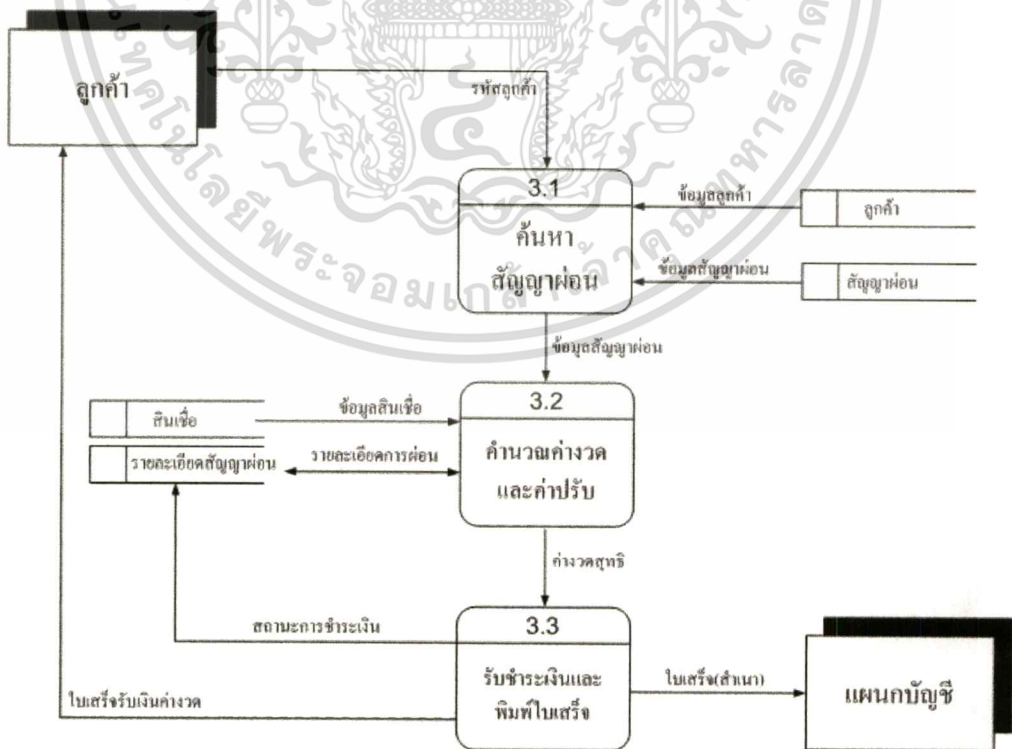 ลูกค้า
รหัสลูกค้า
3.1
ค้นหา
สัญญาผ่อน
ข้อมูลลูกค้า
ลูกค้า
ข้อมูลสัญญาผ่อน
สัญญาผ่อน
ข้อมูลสัญญาผ่อน
สินเชื่อ
ข้อมูลสินเชื่อ
รายละเอียดสัญญาผ่อน
รายละเอียดการผ่อน
3.2
คำนวณค่างวด
และค่าปรับ
ค่างวดสุทธิ
สถานะการชำระเงิน
3.3
รับชำระเงินและ
พิมพ์ใบเสร็จ
ใบเสร็จ(สำเนา)
แผนกบัญชี
ใบเสร็จรับเงินค่างวด